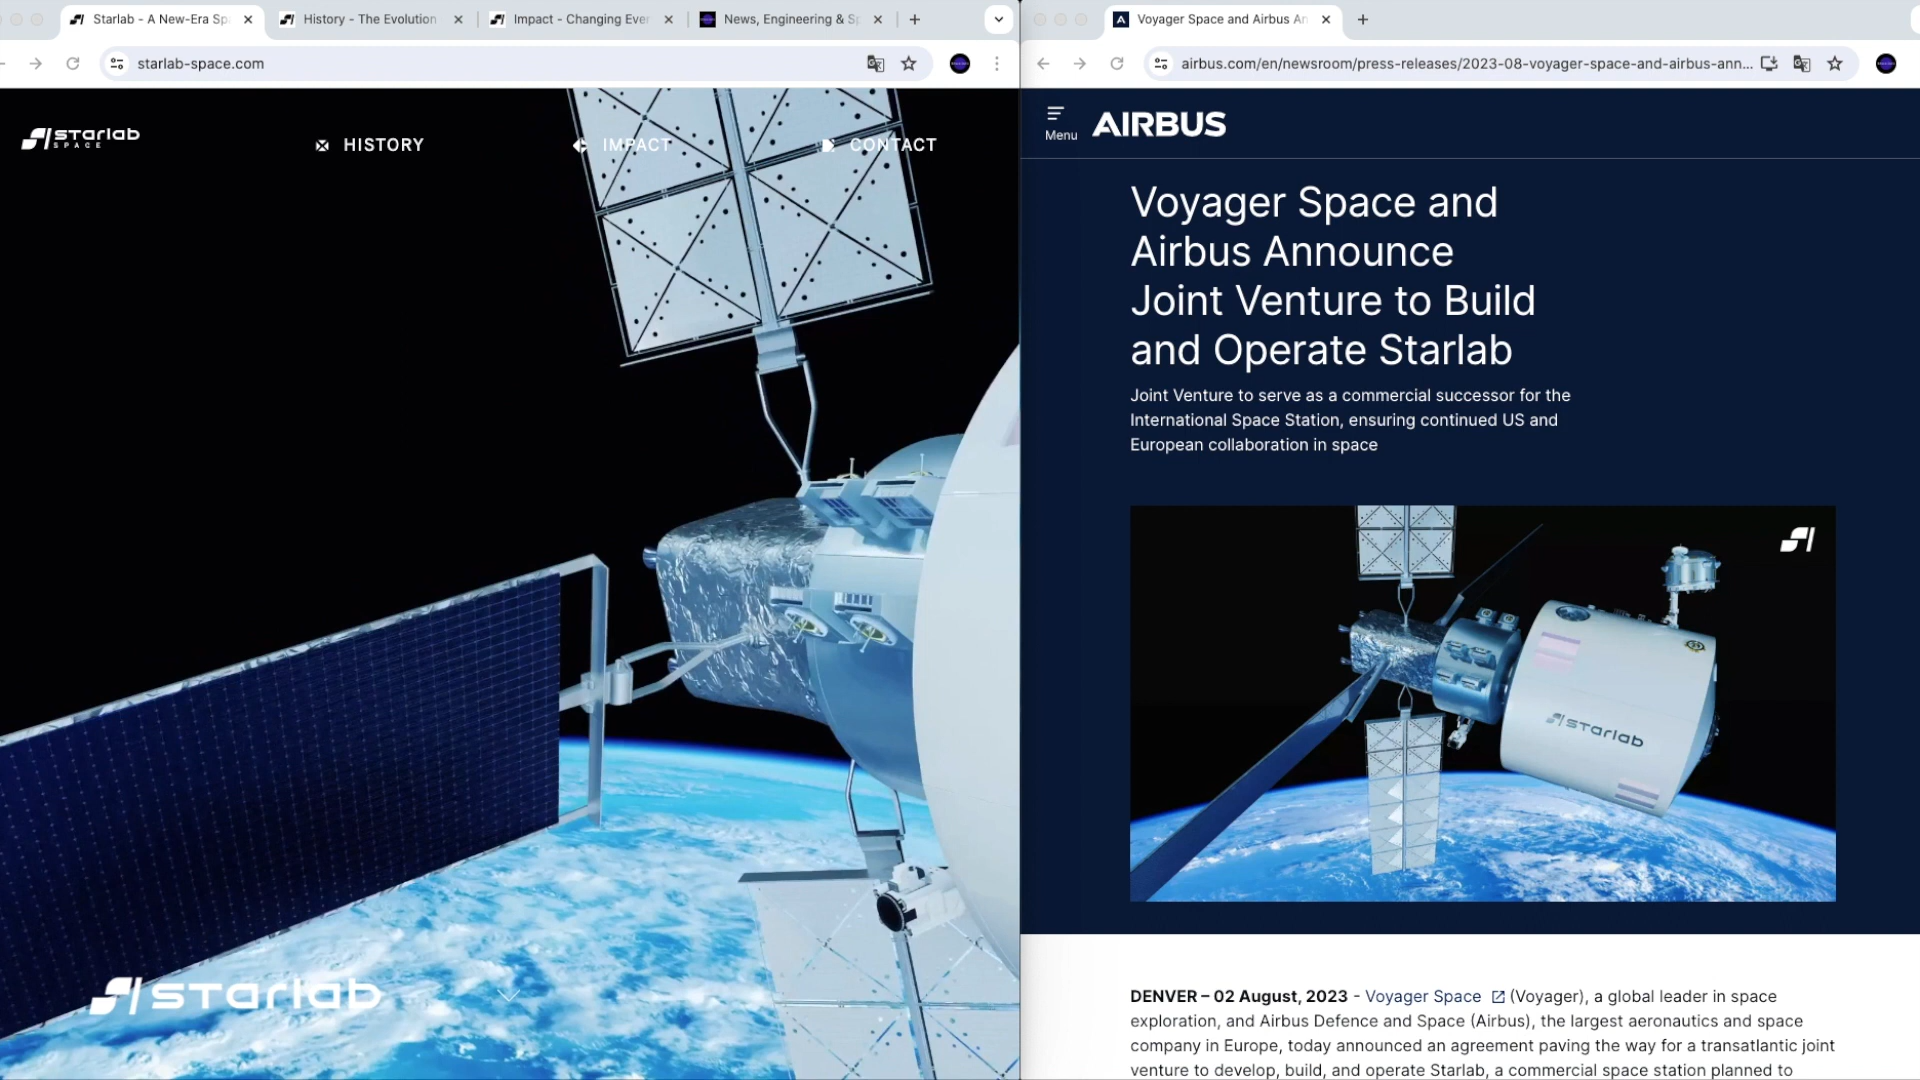 Starlab - A New-Era Sp
History - The Evolution
Impact - Changing Ever
News, Engineering & Sp
starlab-space.com
starlab
SPACE
HISTORY
IMPACT
CONTACT
starlab
Voyager Space and Airbus An
airbus.com/en/newsroom/press-releases/2023-08-voyager-space-and-airbus-ann...
Menu
AIRBUS
Voyager Space and
Airbus Announce
Joint Venture to Build
and Operate Starlab
Joint Venture to serve as a commercial successor for the
International Space Station, ensuring continued US and
European collaboration in space
starlab
DENVER – 02 August, 2023 - Voyager Space (Voyager), a global leader in space
exploration, and Airbus Defence and Space (Airbus), the largest aeronautics and space
company in Europe, today announced an agreement paving the way for a transatlantic joint
venture to develop, build, and operate Starlab, a commercial space station planned to